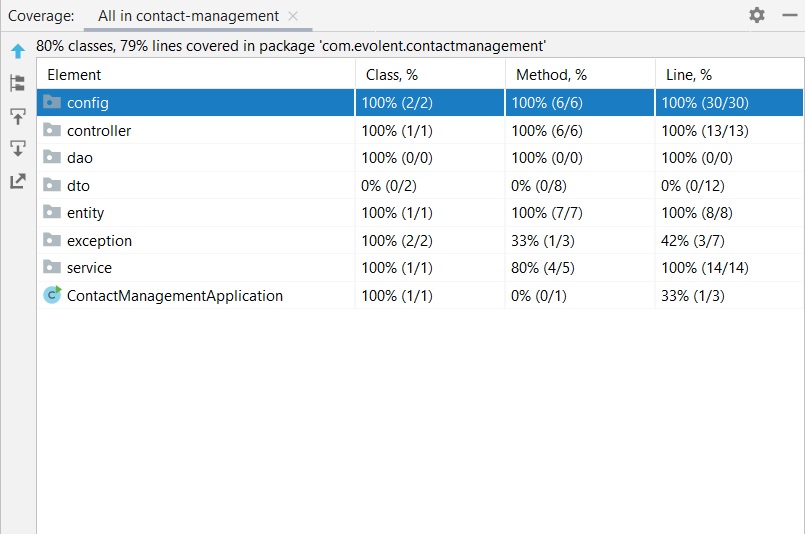 Coverage: All in contact-management
80% classes, 79% lines covered in package 'com.evolent.contactmanagement'
Element Class, % Method, % Line, %
config 100% (2/2) 100% (6/6) 100% (30/30)
controller 100% (1/1) 100% (6/6) 100% (13/13)
dao 100% (0/0) 100% (0/0) 100% (0/0)
dto 0% (0/2) 0% (0/8) 0% (0/12)
entity 100% (1/1) 100% (7/7) 100% (8/8)
exception 100% (2/2) 33% (1/3) 42% (3/7)
service 100% (1/1) 80% (4/5) 100% (14/14)
C ContactManagementApplication 100% (1/1) 0% (0/1) 33% (1/3)